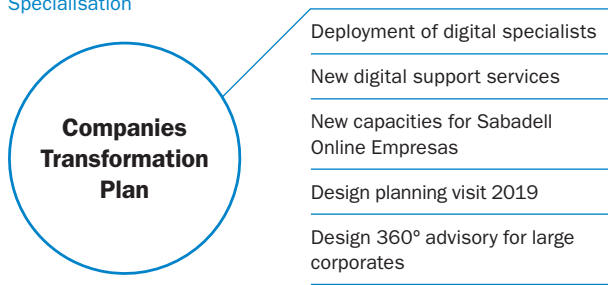 Specialisation
Companies
Transformation
Plan
Deployment of digital specialists
New digital support services
New capacities for Sabadell
Online Empresas
Design planning visit 2019
Design 360º advisory for large
corporates